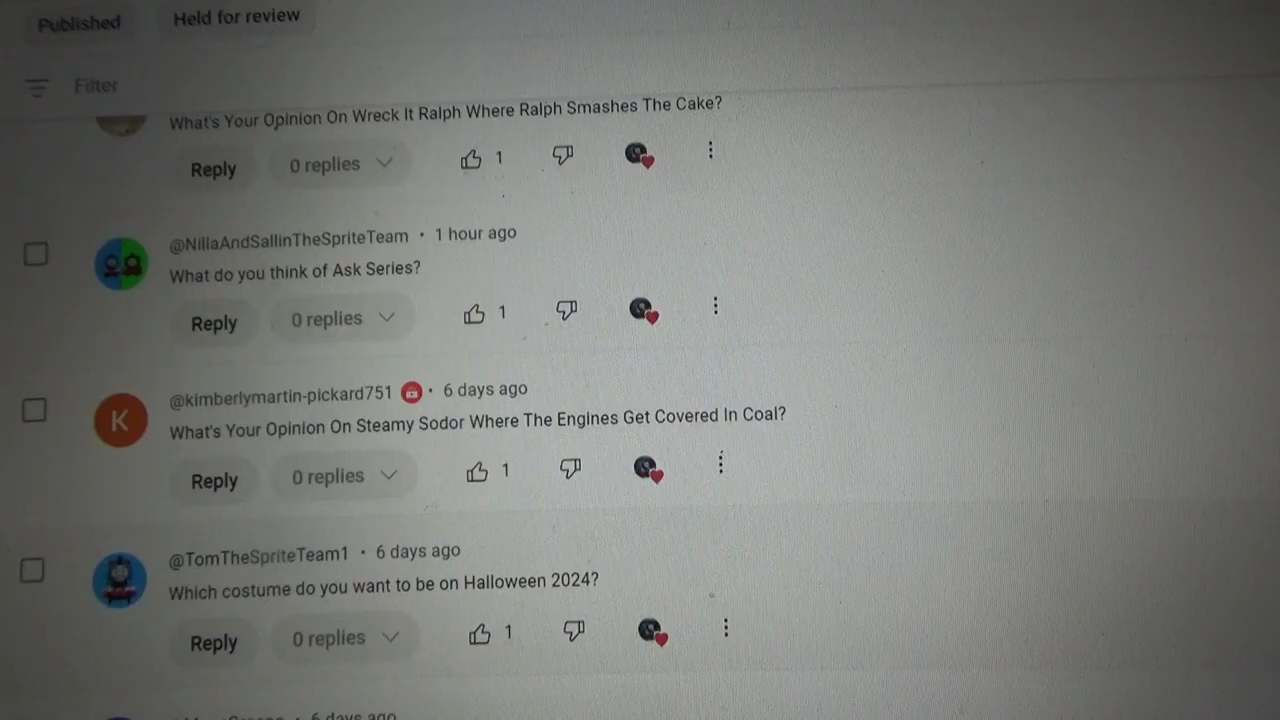 Published Held for review
Filter
What's Your Opinion On Wreck It Ralph Where Ralph Smashes The Cake?
Reply 0 replies 1
@NillaAndSallinTheSpriteTeam • 1 hour ago
What do you think of Ask Series?
Reply 0 replies 1
K
@kimberlymartin-pickard751 • 6 days ago
What's Your Opinion On Steamy Sodor Where The Engines Get Covered In Coal?
Reply 0 replies 1
@TomTheSpriteTeam1 • 6 days ago
Which costume do you want to be on Halloween 2024?
Reply 0 replies 1
6 days ago